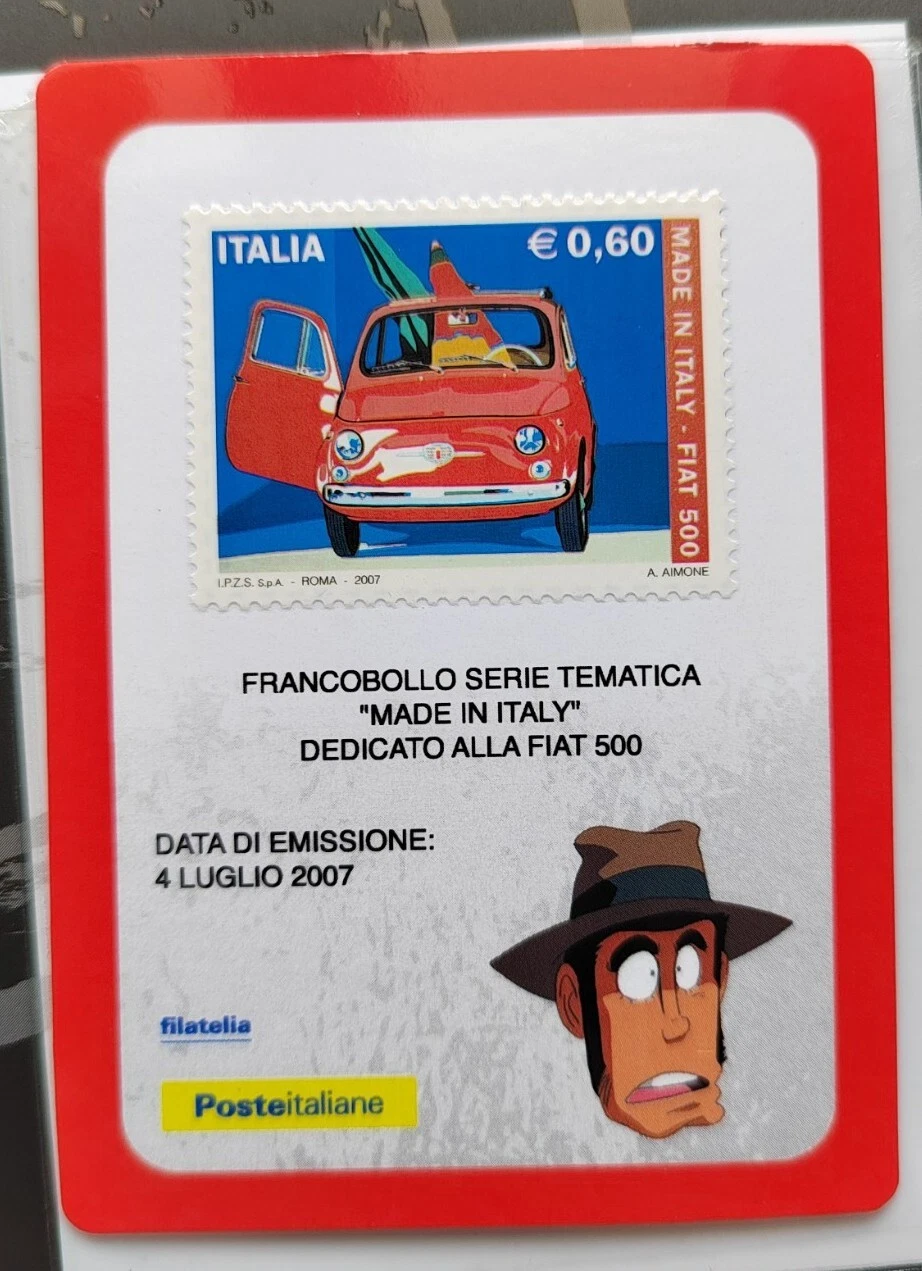 ITALIA
€ 0,60
MADE IN ITALY - FIAT 500
I.P.Z.S. S.p.A. - ROMA - 2007
A. AIMONE
FRANCOBOLLO SERIE TEMATICA
"MADE IN ITALY"
DEDICATO ALLA FIAT 500
DATA DI EMISSIONE:
4 LUGLIO 2007
filatelia
Posteitaliane